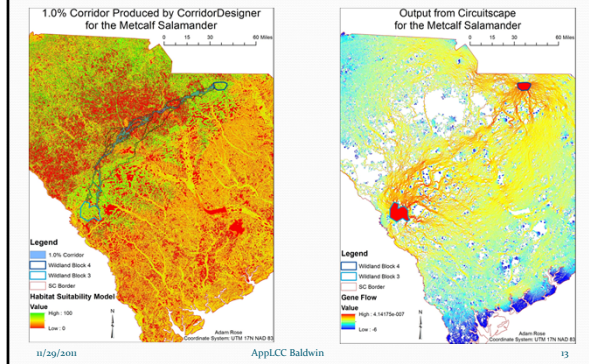 1.0% Corridor Produced by CorridorDesigner
for the Metcalf Salamander
0
15
30
60 Miles
Legend
1.0% Corridor
Wildland Block 4
Wildland Block 3
SC Border
Habitat Suitability Model
Value
High : 100
Low : 0
N
Adam Rose
Coordinate System: UTM 17N NAD 83
Output from Circuitscape
for the Metcalf Salamander
0
15
30
60 Miles
Legend
Wildland Block 4
Wildland Block 3
SC Border
Gene Flow
Value
High : 4.14175e-007
Low : -6
N
Adam Rose
Coordinate System: UTM 17N NAD 83
11/29/2011
AppLCC Baldwin
13